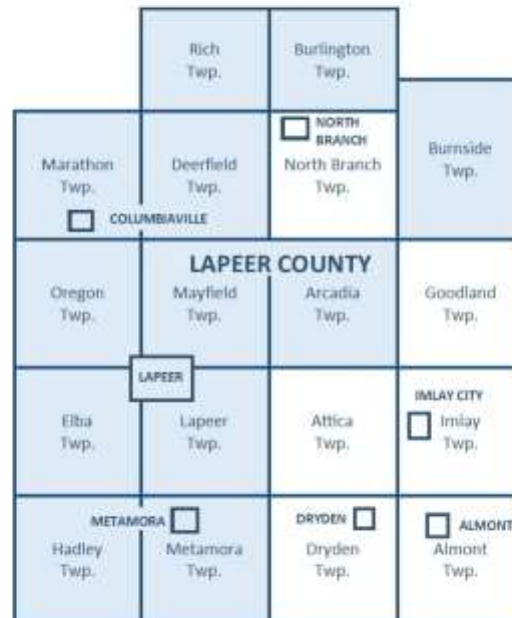 Rich
Twp.
Burlington
Twp.
NORTH
BRANCH
Marathon
Twp.
Deerfield
Twp.
North Branch
Twp.
Burnside
Twp.
COLUMBIAVILLE
LAPEER COUNTY
Oregon
Twp.
Mayfield
Twp.
Arcadia
Twp.
Goodland
Twp.
LAPEER
IMLAY CITY
Elba
Twp.
Lapeer
Twp.
Attica
Twp.
Imlay
Twp.
METAMORA
DRYDEN
ALMONT
Hadley
Twp.
Metamora
Twp.
Dryden
Twp.
Almont
Twp.